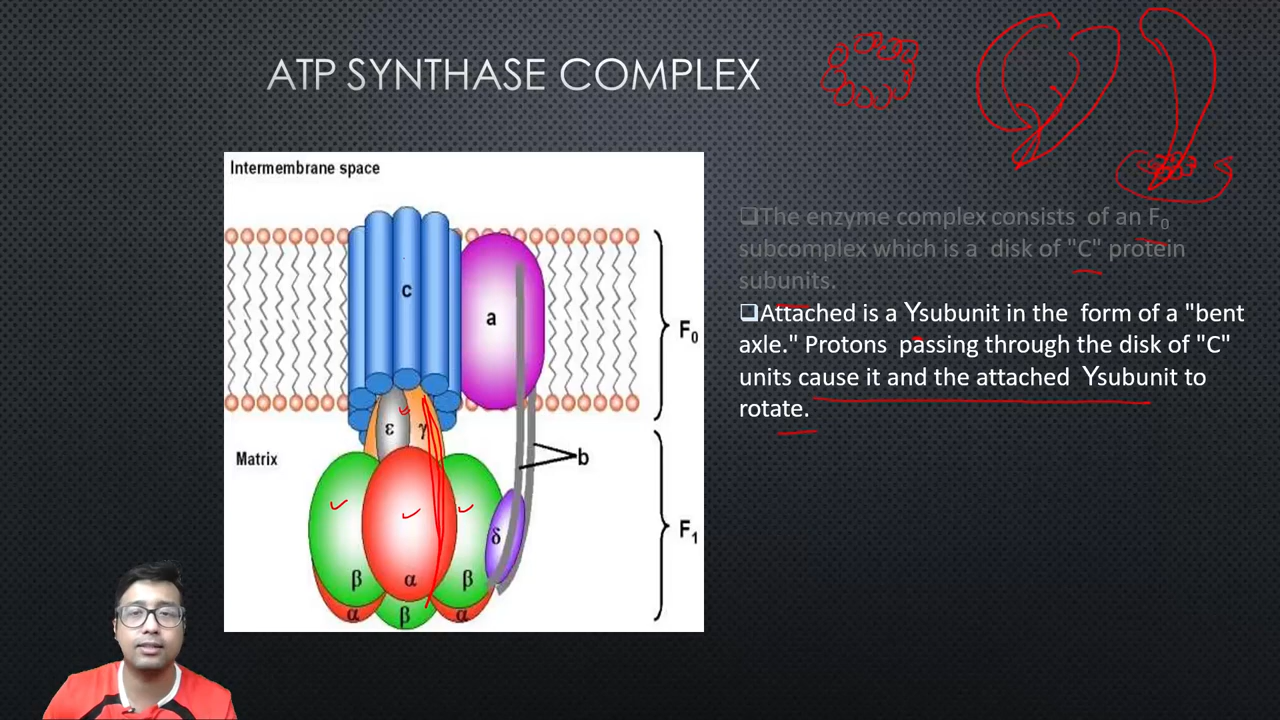 ATP SYNTHASE COMPLEX
Intermembrane space
c
a
F0
ε
γ
Matrix
b
δ
F1
β
α
β
α
β
α
❑The enzyme complex consists of an F0
subcomplex which is a disk of "C" protein
subunits.
❑Attached is a Υsubunit in the form of a "bent
axle." Protons passing through the disk of "C"
units cause it and the attached Υsubunit to
rotate.